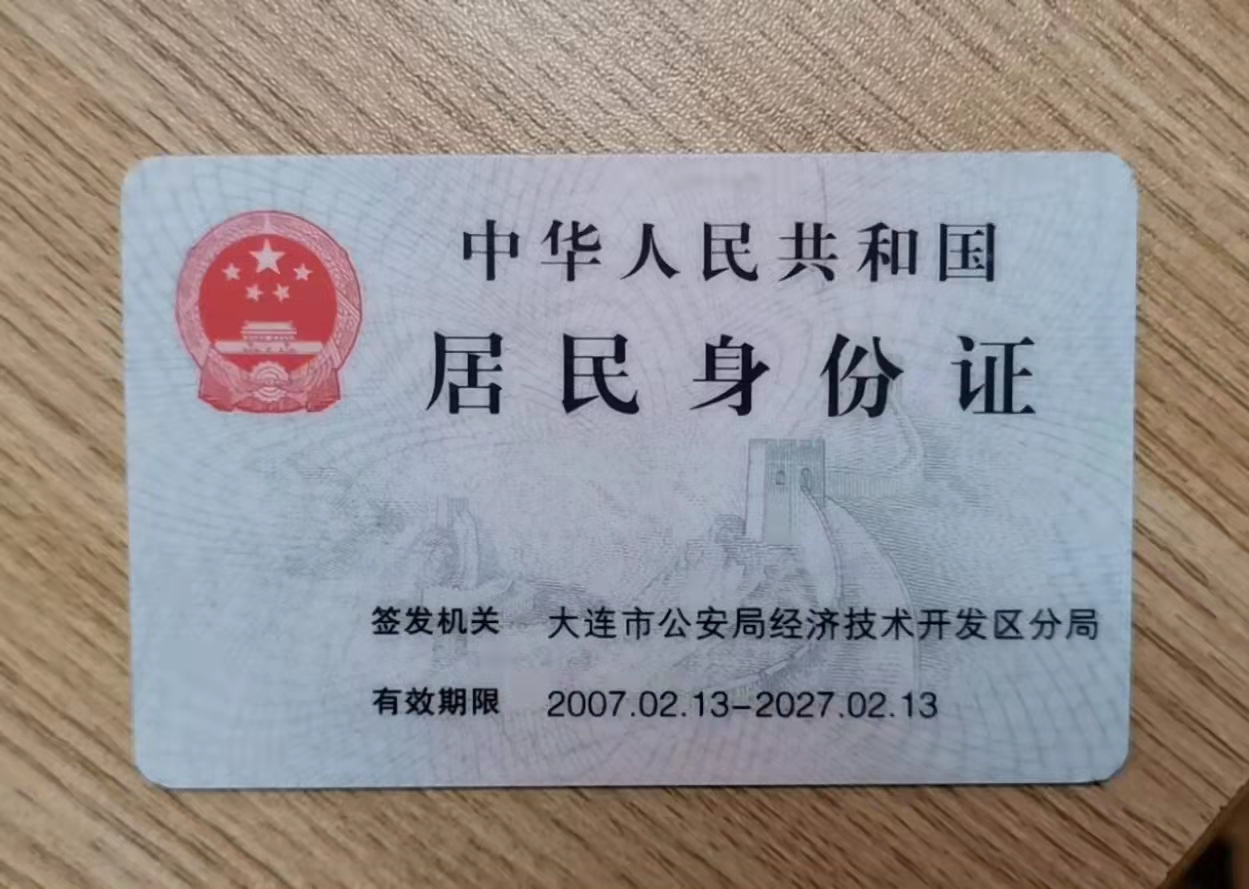 中华人民共和国
居民身份证
签发机关 大连市公安局经济技术开发区分局
有效期限 2007.02.13-2027.02.13